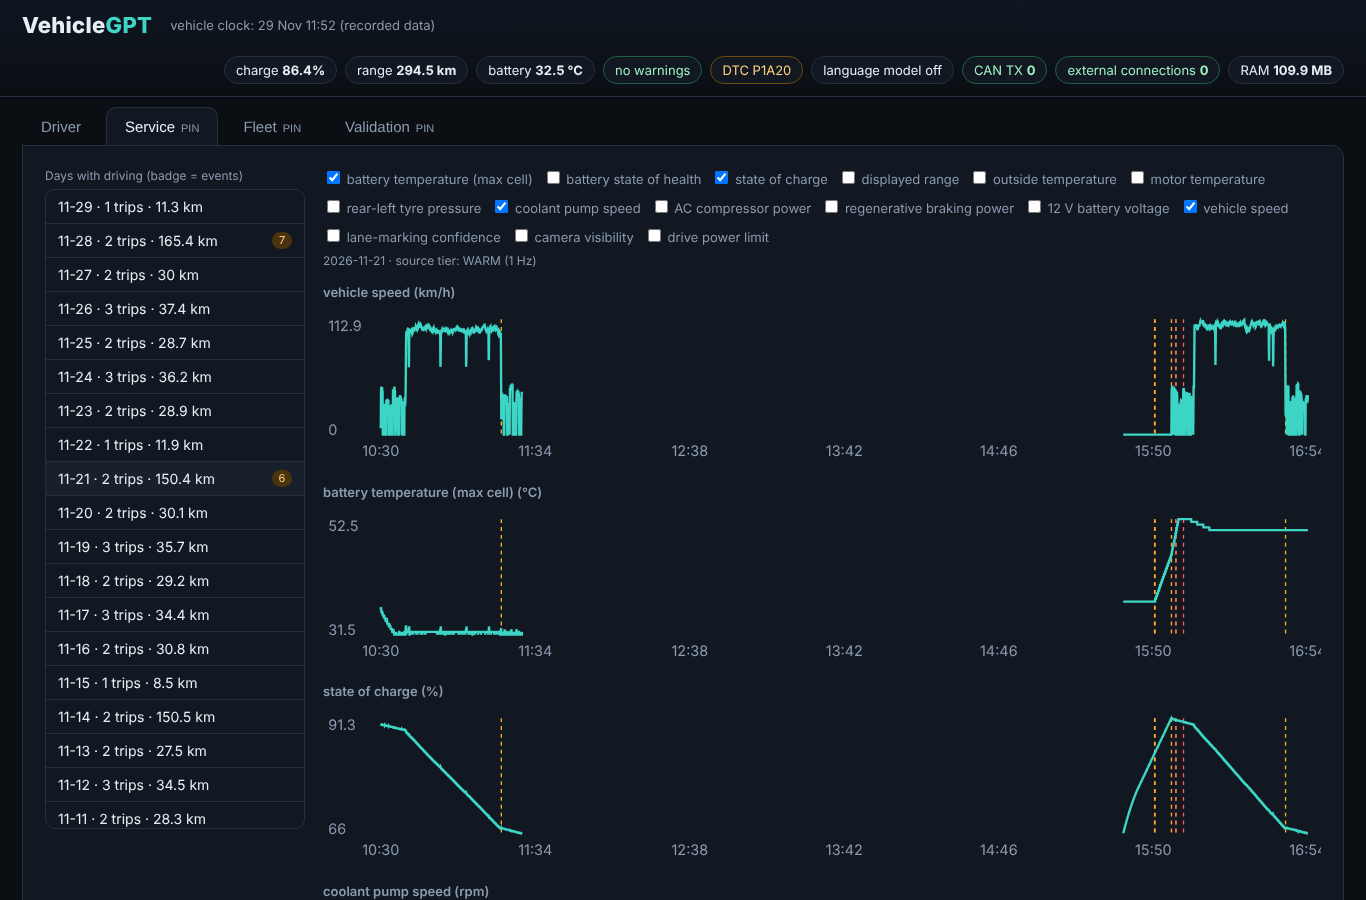 VehicleGPT vehicle clock: 29 Nov 11:52 (recorded data)
charge 86.4% range 294.5 km battery 32.5 °C no warnings DTC P1A20 language model off CAN TX 0 external connections 0 RAM 109.9 MB
Driver Service PIN Fleet PIN Validation PIN
Days with driving (badge = events)
11-29 · 1 trips · 11.3 km
11-28 · 2 trips · 165.4 km 7
11-27 · 2 trips · 30 km
11-26 · 3 trips · 37.4 km
11-25 · 2 trips · 28.7 km
11-24 · 3 trips · 36.2 km
11-23 · 2 trips · 28.9 km
11-22 · 1 trips · 11.9 km
11-21 · 2 trips · 150.4 km 6
11-20 · 2 trips · 30.1 km
11-19 · 3 trips · 35.7 km
11-18 · 2 trips · 29.2 km
11-17 · 3 trips · 34.4 km
11-16 · 2 trips · 30.8 km
11-15 · 1 trips · 8.5 km
11-14 · 2 trips · 150.5 km
11-13 · 2 trips · 27.5 km
11-12 · 3 trips · 34.5 km
11-11 · 2 trips · 28.3 km
battery temperature (max cell) battery state of health state of charge displayed range outside temperature motor temperature
rear-left tyre pressure coolant pump speed AC compressor power regenerative braking power 12 V battery voltage vehicle speed
lane-marking confidence camera visibility drive power limit
2026-11-21 · source tier: WARM (1 Hz)
vehicle speed (km/h)
112.9
0
10:30 11:34 12:38 13:42 14:46 15:50 16:54
battery temperature (max cell) (°C)
52.5
31.5
10:30 11:34 12:38 13:42 14:46 15:50 16:54
state of charge (%)
91.3
66
10:30 11:34 12:38 13:42 14:46 15:50 16:54
coolant pump speed (rpm)